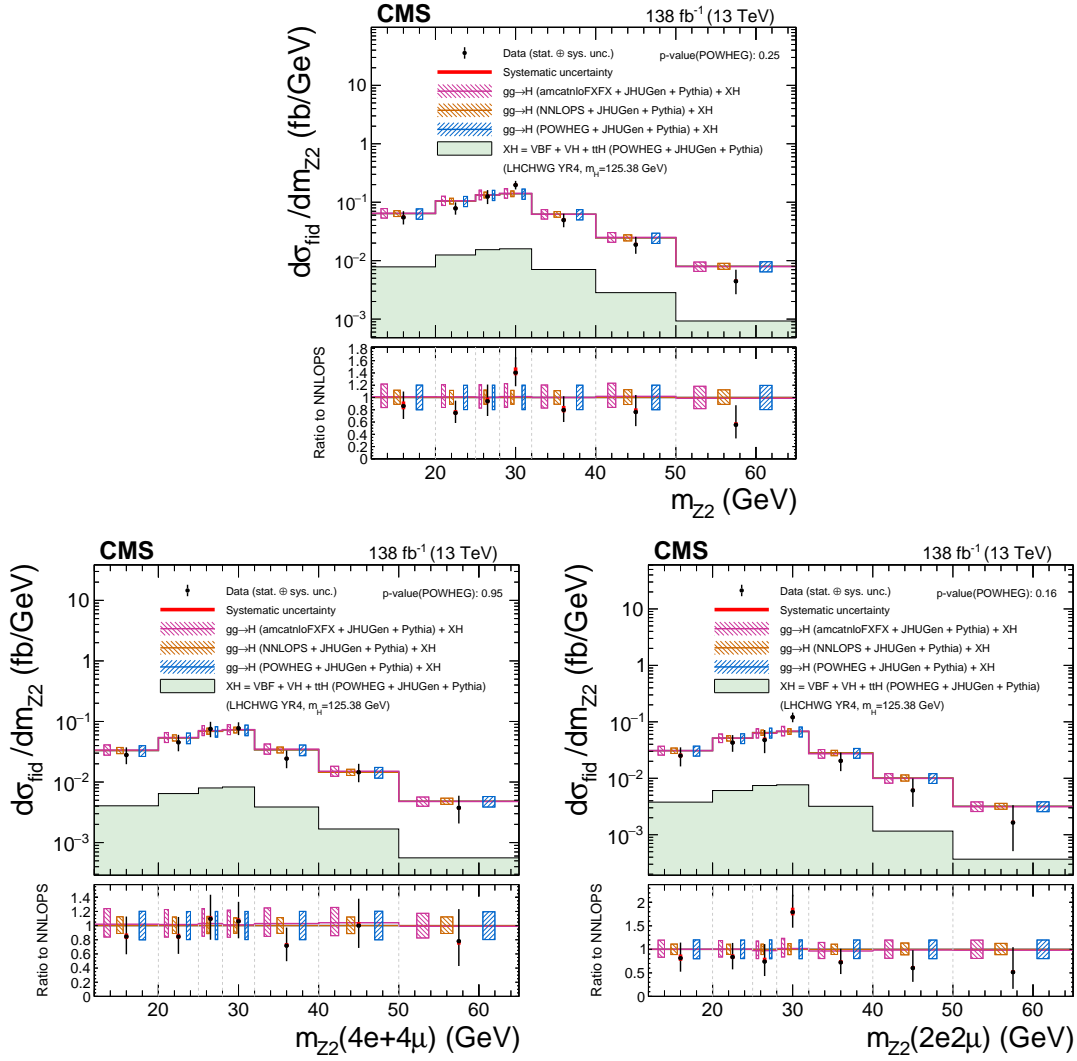 CMS 138 fb⁻¹ (13 TeV)
Data (stat. ⊕ sys. unc.) p-value(POWHEG): 0.25
Systematic uncertainty
gg→H (amcatnloFXFX + JHUGen + Pythia) + XH
gg→H (NNLOPS + JHUGen + Pythia) + XH
gg→H (POWHEG + JHUGen + Pythia) + XH
XH = VBF + VH + ttH (POWHEG + JHUGen + Pythia)
(LHCHWG YR4, m_H=125.38 GeV)
dσ_fid/dm_Z2 (fb/GeV)
10
1
10⁻¹
10⁻²
10⁻³
Ratio to NNLOPS
1.8
1.6
1.4
1.2
1
0.8
0.6
0.4
0.2
0
20 30 40 50 60
m_Z2 (GeV)
CMS 138 fb⁻¹ (13 TeV)
Data (stat. ⊕ sys. unc.) p-value(POWHEG): 0.95
Systematic uncertainty
gg→H (amcatnloFXFX + JHUGen + Pythia) + XH
gg→H (NNLOPS + JHUGen + Pythia) + XH
gg→H (POWHEG + JHUGen + Pythia) + XH
XH = VBF + VH + ttH (POWHEG + JHUGen + Pythia)
(LHCHWG YR4, m_H=125.38 GeV)
dσ_fid/dm_Z2 (fb/GeV)
10
1
10⁻¹
10⁻²
10⁻³
Ratio to NNLOPS
1.4
1.2
1
0.8
0.6
0.4
0.2
0
20 30 40 50 60
m_Z2(4e+4μ) (GeV)
CMS 138 fb⁻¹ (13 TeV)
Data (stat. ⊕ sys. unc.) p-value(POWHEG): 0.16
Systematic uncertainty
gg→H (amcatnloFXFX + JHUGen + Pythia) + XH
gg→H (NNLOPS + JHUGen + Pythia) + XH
gg→H (POWHEG + JHUGen + Pythia) + XH
XH = VBF + VH + ttH (POWHEG + JHUGen + Pythia)
(LHCHWG YR4, m_H=125.38 GeV)
dσ_fid/dm_Z2 (fb/GeV)
10
1
10⁻¹
10⁻²
10⁻³
Ratio to NNLOPS
2
1.5
1
0.5
0
20 30 40 50 60
m_Z2(2e2μ) (GeV)